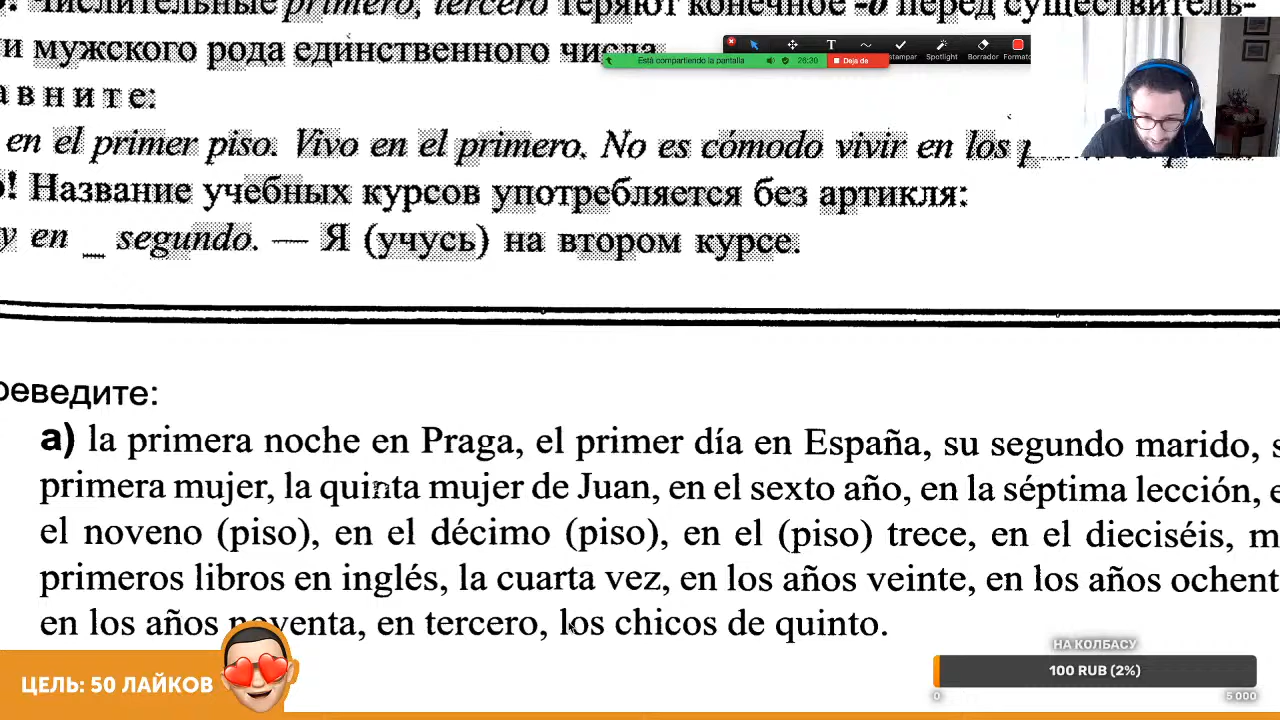 Числительные primero, tercero теряют конечное -о перед существитель-
и мужского рода единственного числа
T
Está compartiendo la pantalla
26:30
Deja de
stampar
Spotlight
Borrador
Formato
авните:
en el primer piso. Vivo en el primero. No es cómodo vivir en los
! Название учебных курсов употребляется без артикля:
y en _ segundo. — Я (учусь) на втором курсе.
реведите:
а) la primera noche en Praga, el primer día en España, su segundo marido, s
primera mujer, la quinta mujer de Juan, en el sexto año, en la séptima lección, e
el noveno (piso), en el décimo (piso), en el (piso) trece, en el dieciséis, m
primeros libros en inglés, la cuarta vez, en los años veinte, en los años ochent
en los años noventa, en tercero, los chicos de quinto.
НА КОЛБАСУ
100 RUB (2%)
0
5 000
ЦЕЛЬ: 50 ЛАЙКОВ